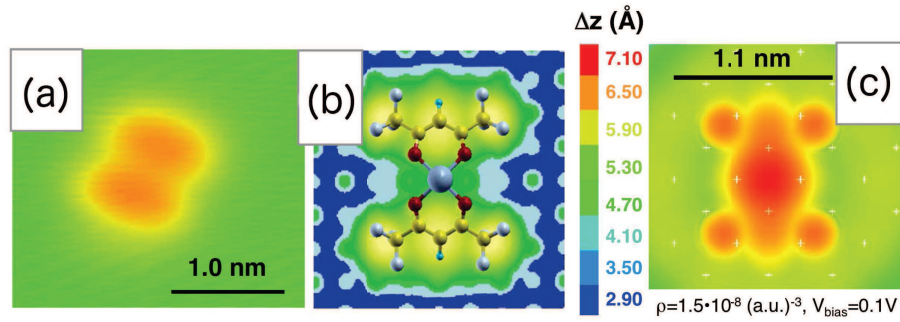 (a)
1.0 nm
(b)
Δz (Å)
7.10
6.50
5.90
5.30
4.70
4.10
3.50
2.90
1.1 nm
(c)
ρ=1.5•10⁻⁸ (a.u.)⁻³, V_bias=0.1V